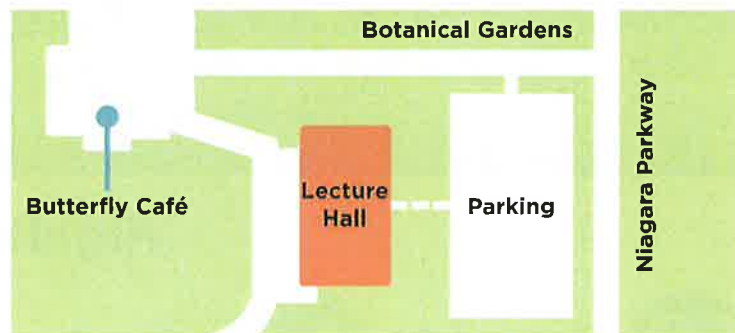 Botanical Gardens
Butterfly Café
Lecture
Hall
Parking
Niagara Parkway